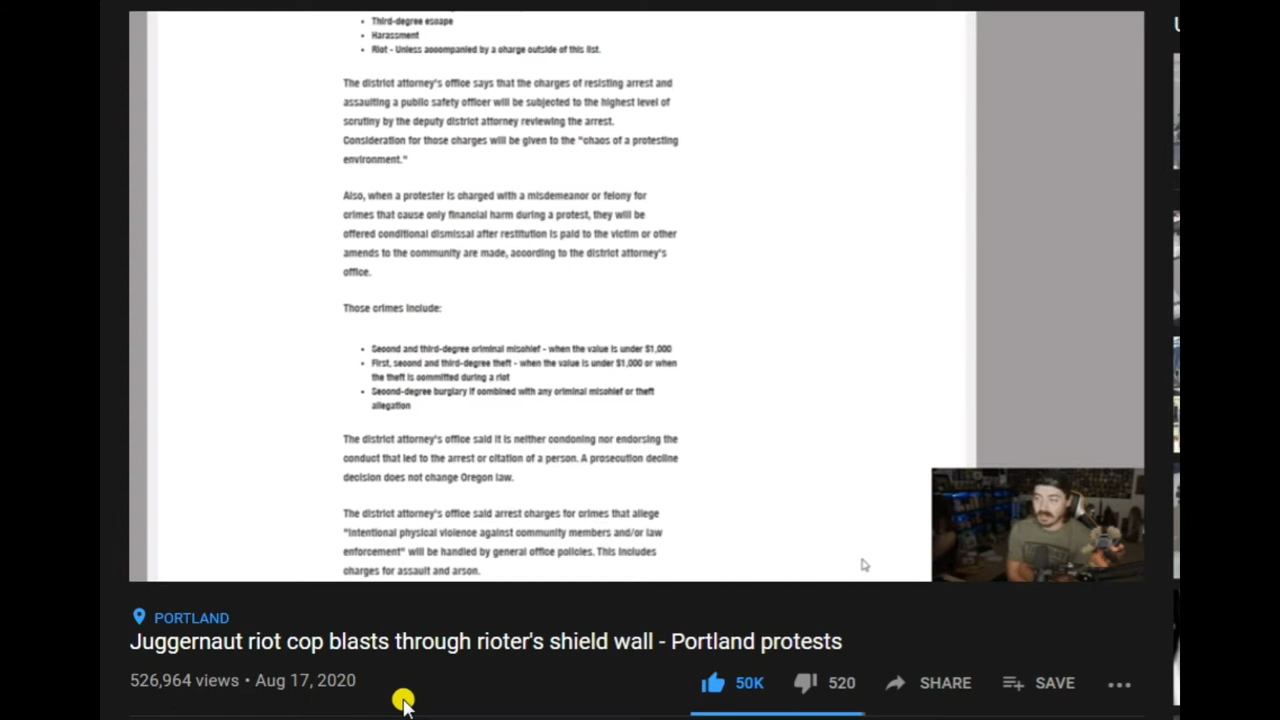 Third-degree escape
Harassment
Riot - Unless accompanied by a charge outside of this list.
The district attorney's office says that the charges of resisting arrest and
assaulting a public safety officer will be subjected to the highest level of
scrutiny by the deputy district attorney reviewing the arrest.
Consideration for those charges will be given to the "chaos of a protesting
environment."
Also, when a protester is charged with a misdemeanor or felony for
crimes that cause only financial harm during a protest, they will be
offered conditional dismissal after restitution is paid to the victim or other
amends to the community are made, according to the district attorney's
office.
Those crimes include:
Second and third-degree criminal mischief - when the value is under $1,000
First, second and third-degree theft - when the value is under $1,000 or when
the theft is committed during a riot
Second-degree burglary if combined with any criminal mischief or theft
allegation
The district attorney's office said it is neither condoning nor endorsing the
conduct that led to the arrest or citation of a person. A prosecution decline
decision does not change Oregon law.
The district attorney's office said arrest charges for crimes that allege
"intentional physical violence against community members and/or law
enforcement" will be handled by general office policies. This includes
charges for assault and arson.
PORTLAND
Juggernaut riot cop blasts through rioter's shield wall - Portland protests
526,964 views • Aug 17, 2020
50K 520 SHARE SAVE